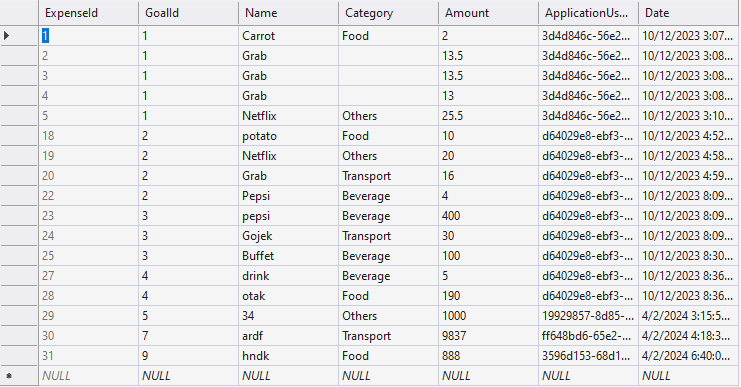 ExpenseId GoalId Name Category Amount ApplicationUs... Date
1 1 Carrot Food 2 3d4d846c-56e2... 10/12/2023 3:07...
2 1 Grab 13.5 3d4d846c-56e2... 10/12/2023 3:08...
3 1 Grab 13.5 3d4d846c-56e2... 10/12/2023 3:08...
4 1 Grab 13 3d4d846c-56e2... 10/12/2023 3:08...
5 1 Netflix Others 25.5 3d4d846c-56e2... 10/12/2023 3:10...
18 2 potato Food 10 d64029e8-ebf3-... 10/12/2023 4:52...
19 2 Netflix Others 20 d64029e8-ebf3-... 10/12/2023 4:58...
20 2 Grab Transport 16 d64029e8-ebf3-... 10/12/2023 4:59...
22 2 Pepsi Beverage 4 d64029e8-ebf3-... 10/12/2023 8:09...
23 3 pepsi Beverage 400 d64029e8-ebf3-... 10/12/2023 8:09...
24 3 Gojek Transport 30 d64029e8-ebf3-... 10/12/2023 8:09...
25 3 Buffet Beverage 100 d64029e8-ebf3-... 10/12/2023 8:30...
27 4 drink Beverage 5 d64029e8-ebf3-... 10/12/2023 8:36...
28 4 otak Food 190 d64029e8-ebf3-... 10/12/2023 8:36...
29 5 34 Others 1000 19929857-8d85-... 4/2/2024 3:15:5...
30 7 ardf Transport 9837 ff648bd6-65e2-... 4/2/2024 4:18:3...
31 9 hndk Food 888 3596d153-68d1... 4/2/2024 6:40:0...
NULL NULL NULL NULL NULL NULL NULL